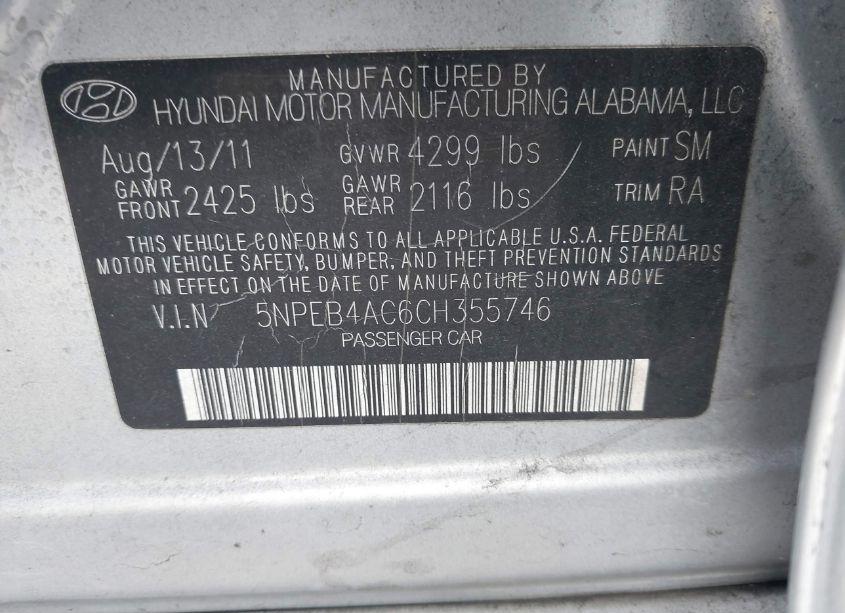 MANUFACTURED BY
HYUNDAI MOTOR MANUFACTURING ALABAMA, LLC
Aug/13/11 GVWR 4299 lbs PAINT SM
GAWR FRONT 2425 lbs GAWR REAR 2116 lbs TRIM RA
THIS VEHICLE CONFORMS TO ALL APPLICABLE U.S.A. FEDERAL
MOTOR VEHICLE SAFETY, BUMPER, AND THEFT PREVENTION STANDARDS
IN EFFECT ON THE DATE OF MANUFACTURE SHOWN ABOVE
V.I.N 5NPEB4AC6CH355746
PASSENGER CAR